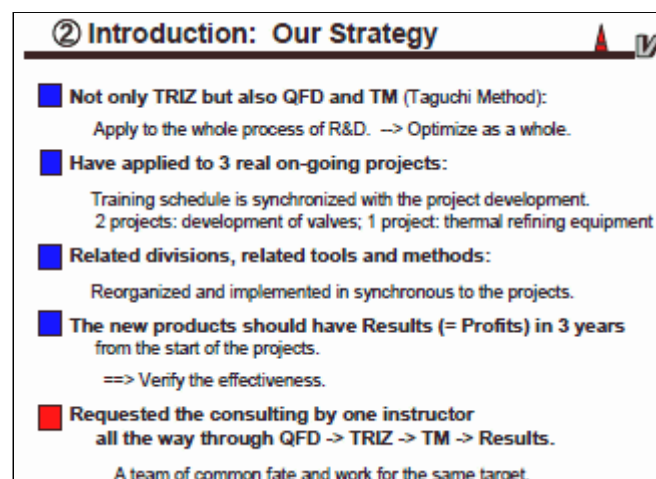 ② Introduction: Our Strategy
Not only TRIZ but also QFD and TM (Taguchi Method):
Apply to the whole process of R&D. --> Optimize as a whole.
Have applied to 3 real on-going projects:
Training schedule is synchronized with the project development.
2 projects: development of valves; 1 project: thermal refining equipment
Related divisions, related tools and methods:
Reorganized and implemented in synchronous to the projects.
The new products should have Results (= Profits) in 3 years
from the start of the projects.
==> Verify the effectiveness.
Requested the consulting by one instructor
all the way through QFD -> TRIZ -> TM -> Results.
A team of common fate and work for the same target.